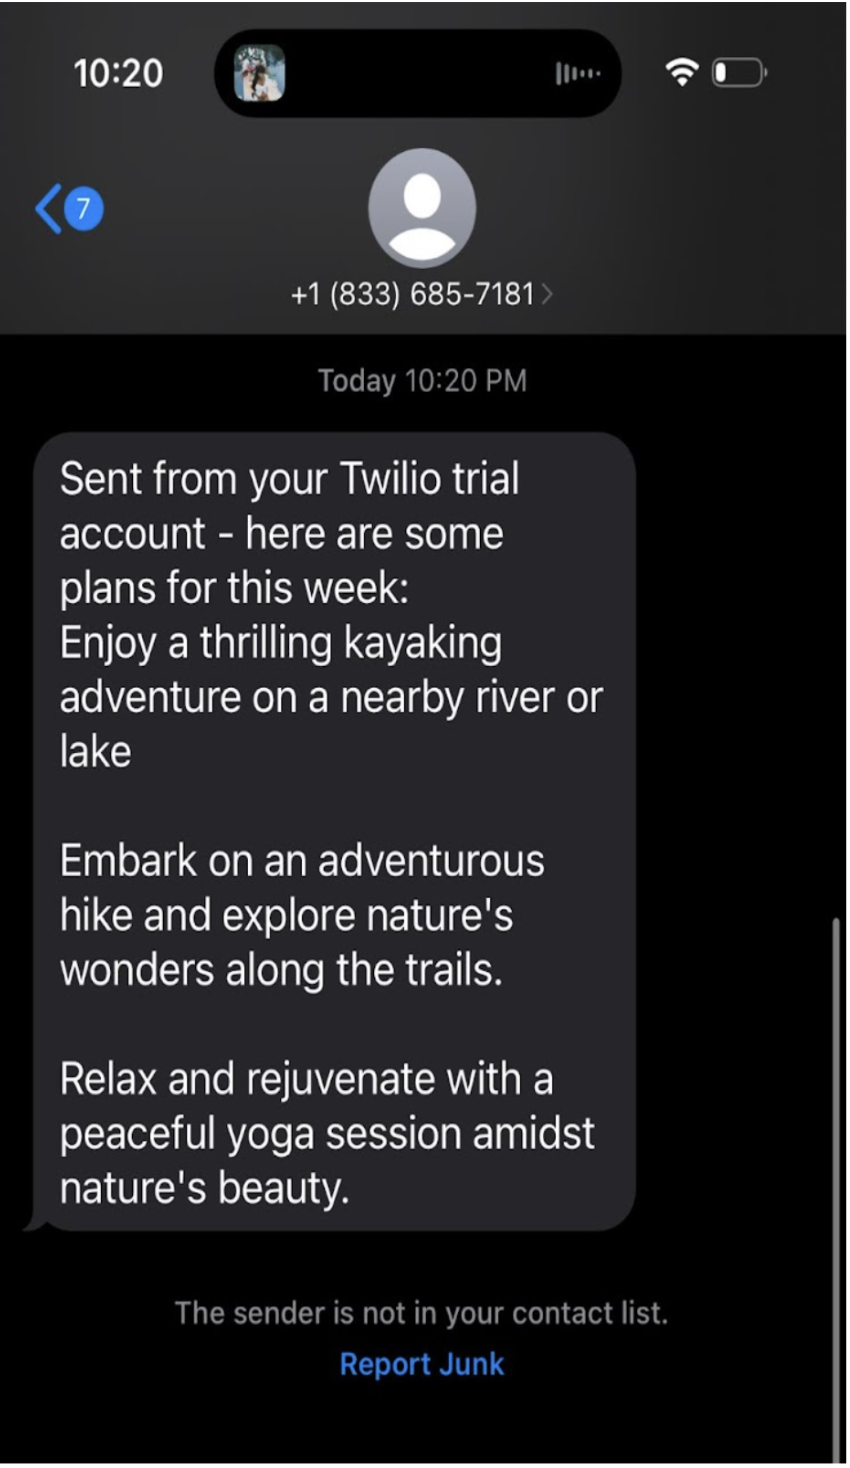 10:20
7
+1 (833) 685-7181
Today 10:20 PM
Sent from your Twilio trial
account - here are some
plans for this week:
Enjoy a thrilling kayaking
adventure on a nearby river or
lake
Embark on an adventurous
hike and explore nature's
wonders along the trails.
Relax and rejuvenate with a
peaceful yoga session amidst
nature's beauty.
The sender is not in your contact list.
Report Junk